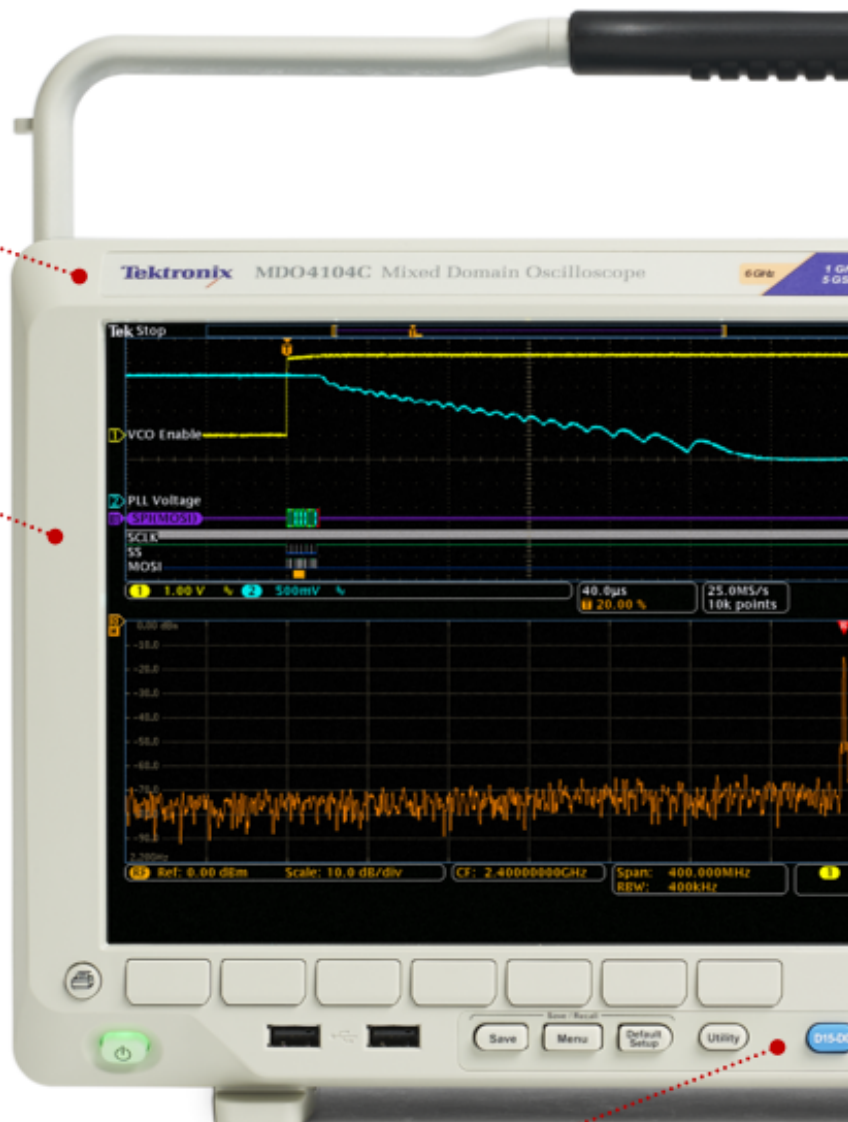 Tektronix MDO4104C Mixed Domain Oscilloscope
6 GHz
Tek Stop
T
1 VCO Enable
2 PLL Voltage
SPI(MOSI)
SCLK
SS
MOSI
1 1.00 V 2 500mV
40.0µs
T 20.00 %
25.0MS/s
10k points
0.00 dBm
-10.0
-20.0
-30.0
-40.0
-50.0
-60.0
-70.0
-80.0
-90.0
RF Ref: 0.00 dBm Scale: 10.0 dB/div
CF: 2.40000000GHz
Span: 400.000MHz
RBW: 400kHz
1
Save / Recall
Save
Menu
Default
Setup
Utility